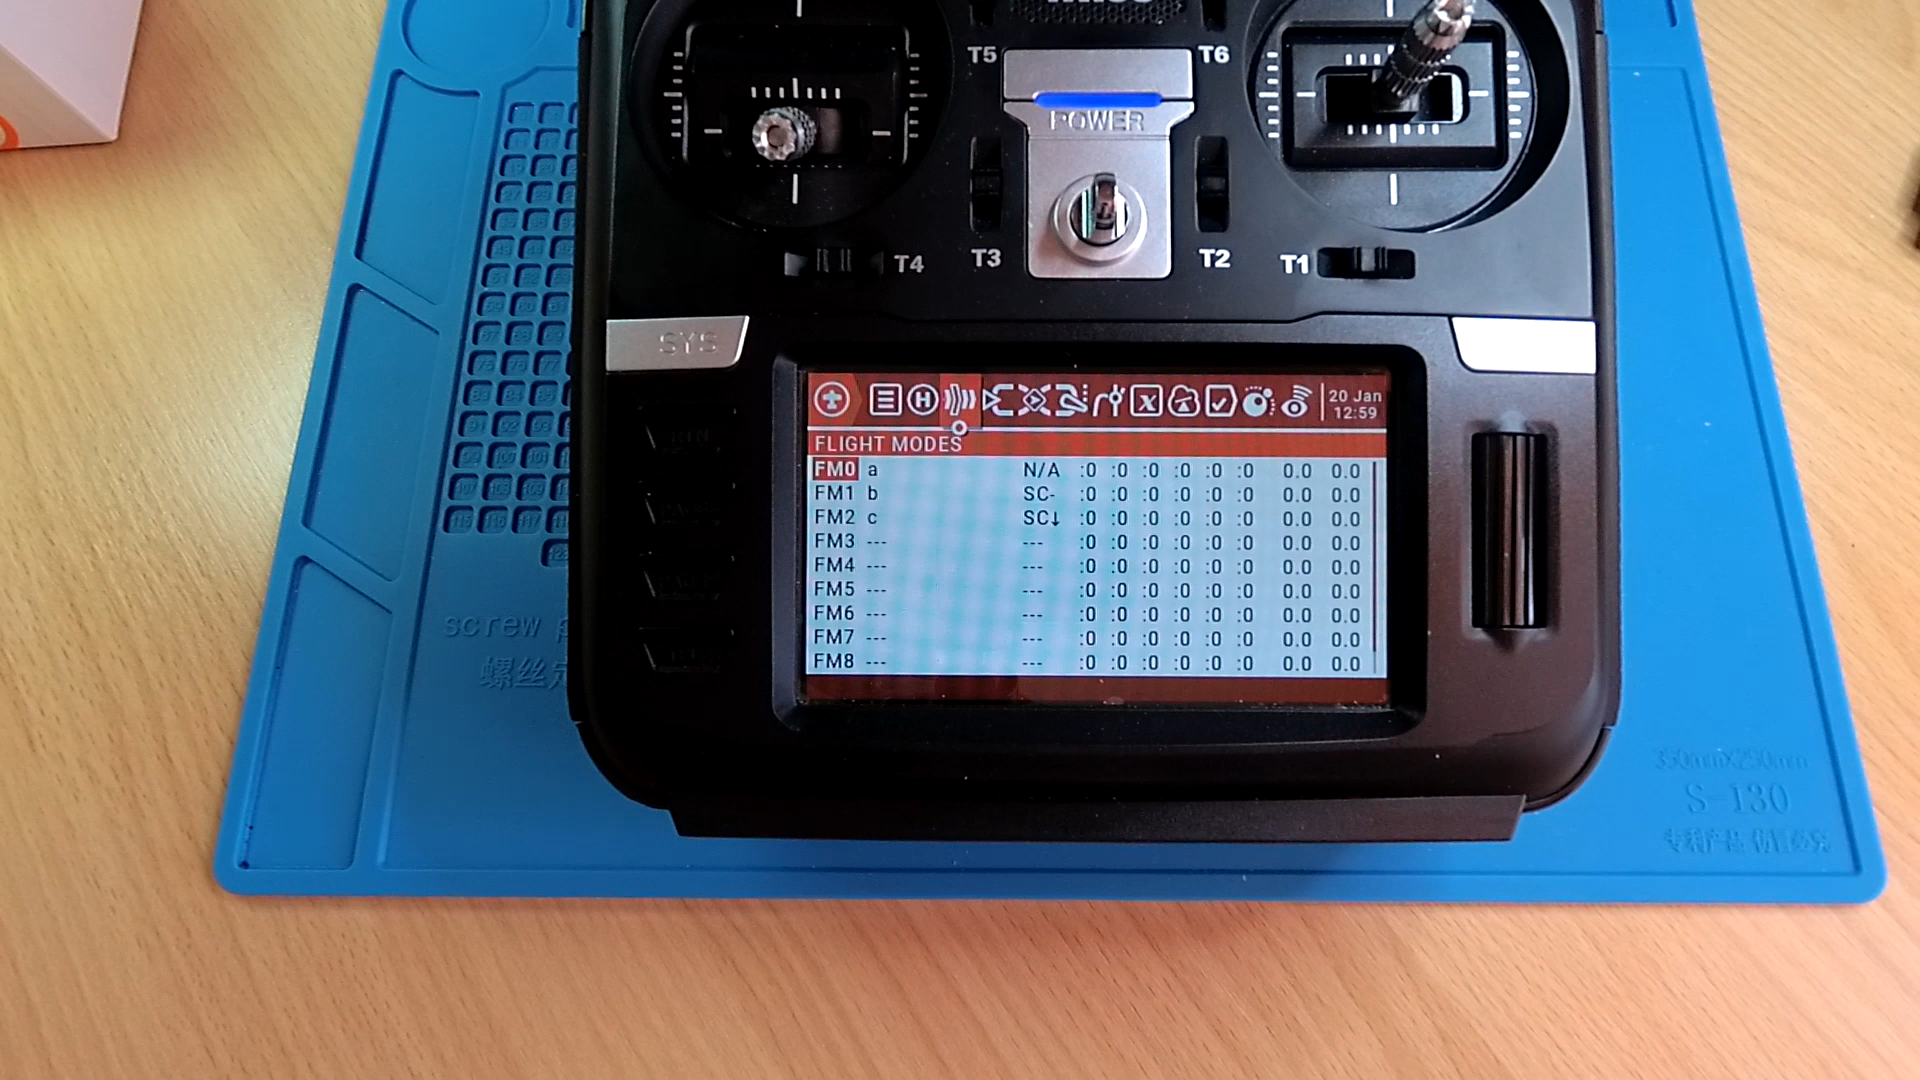 T5
T6
POWER
T4
T3
T2
T1
SYS
20 Jan
12:59
FLIGHT MODES
FM0 a N/A :0 :0 :0 :0 :0 :0 0.0 0.0
FM1 b SC- :0 :0 :0 :0 :0 :0 0.0 0.0
FM2 c SC↓ :0 :0 :0 :0 :0 :0 0.0 0.0
FM3 --- --- :0 :0 :0 :0 :0 :0 0.0 0.0
FM4 --- --- :0 :0 :0 :0 :0 :0 0.0 0.0
FM5 --- --- :0 :0 :0 :0 :0 :0 0.0 0.0
FM6 --- --- :0 :0 :0 :0 :0 :0 0.0 0.0
FM7 --- --- :0 :0 :0 :0 :0 :0 0.0 0.0
FM8 --- --- :0 :0 :0 :0 :0 :0 0.0 0.0
screw
螺丝
350mmX250mm
S-130